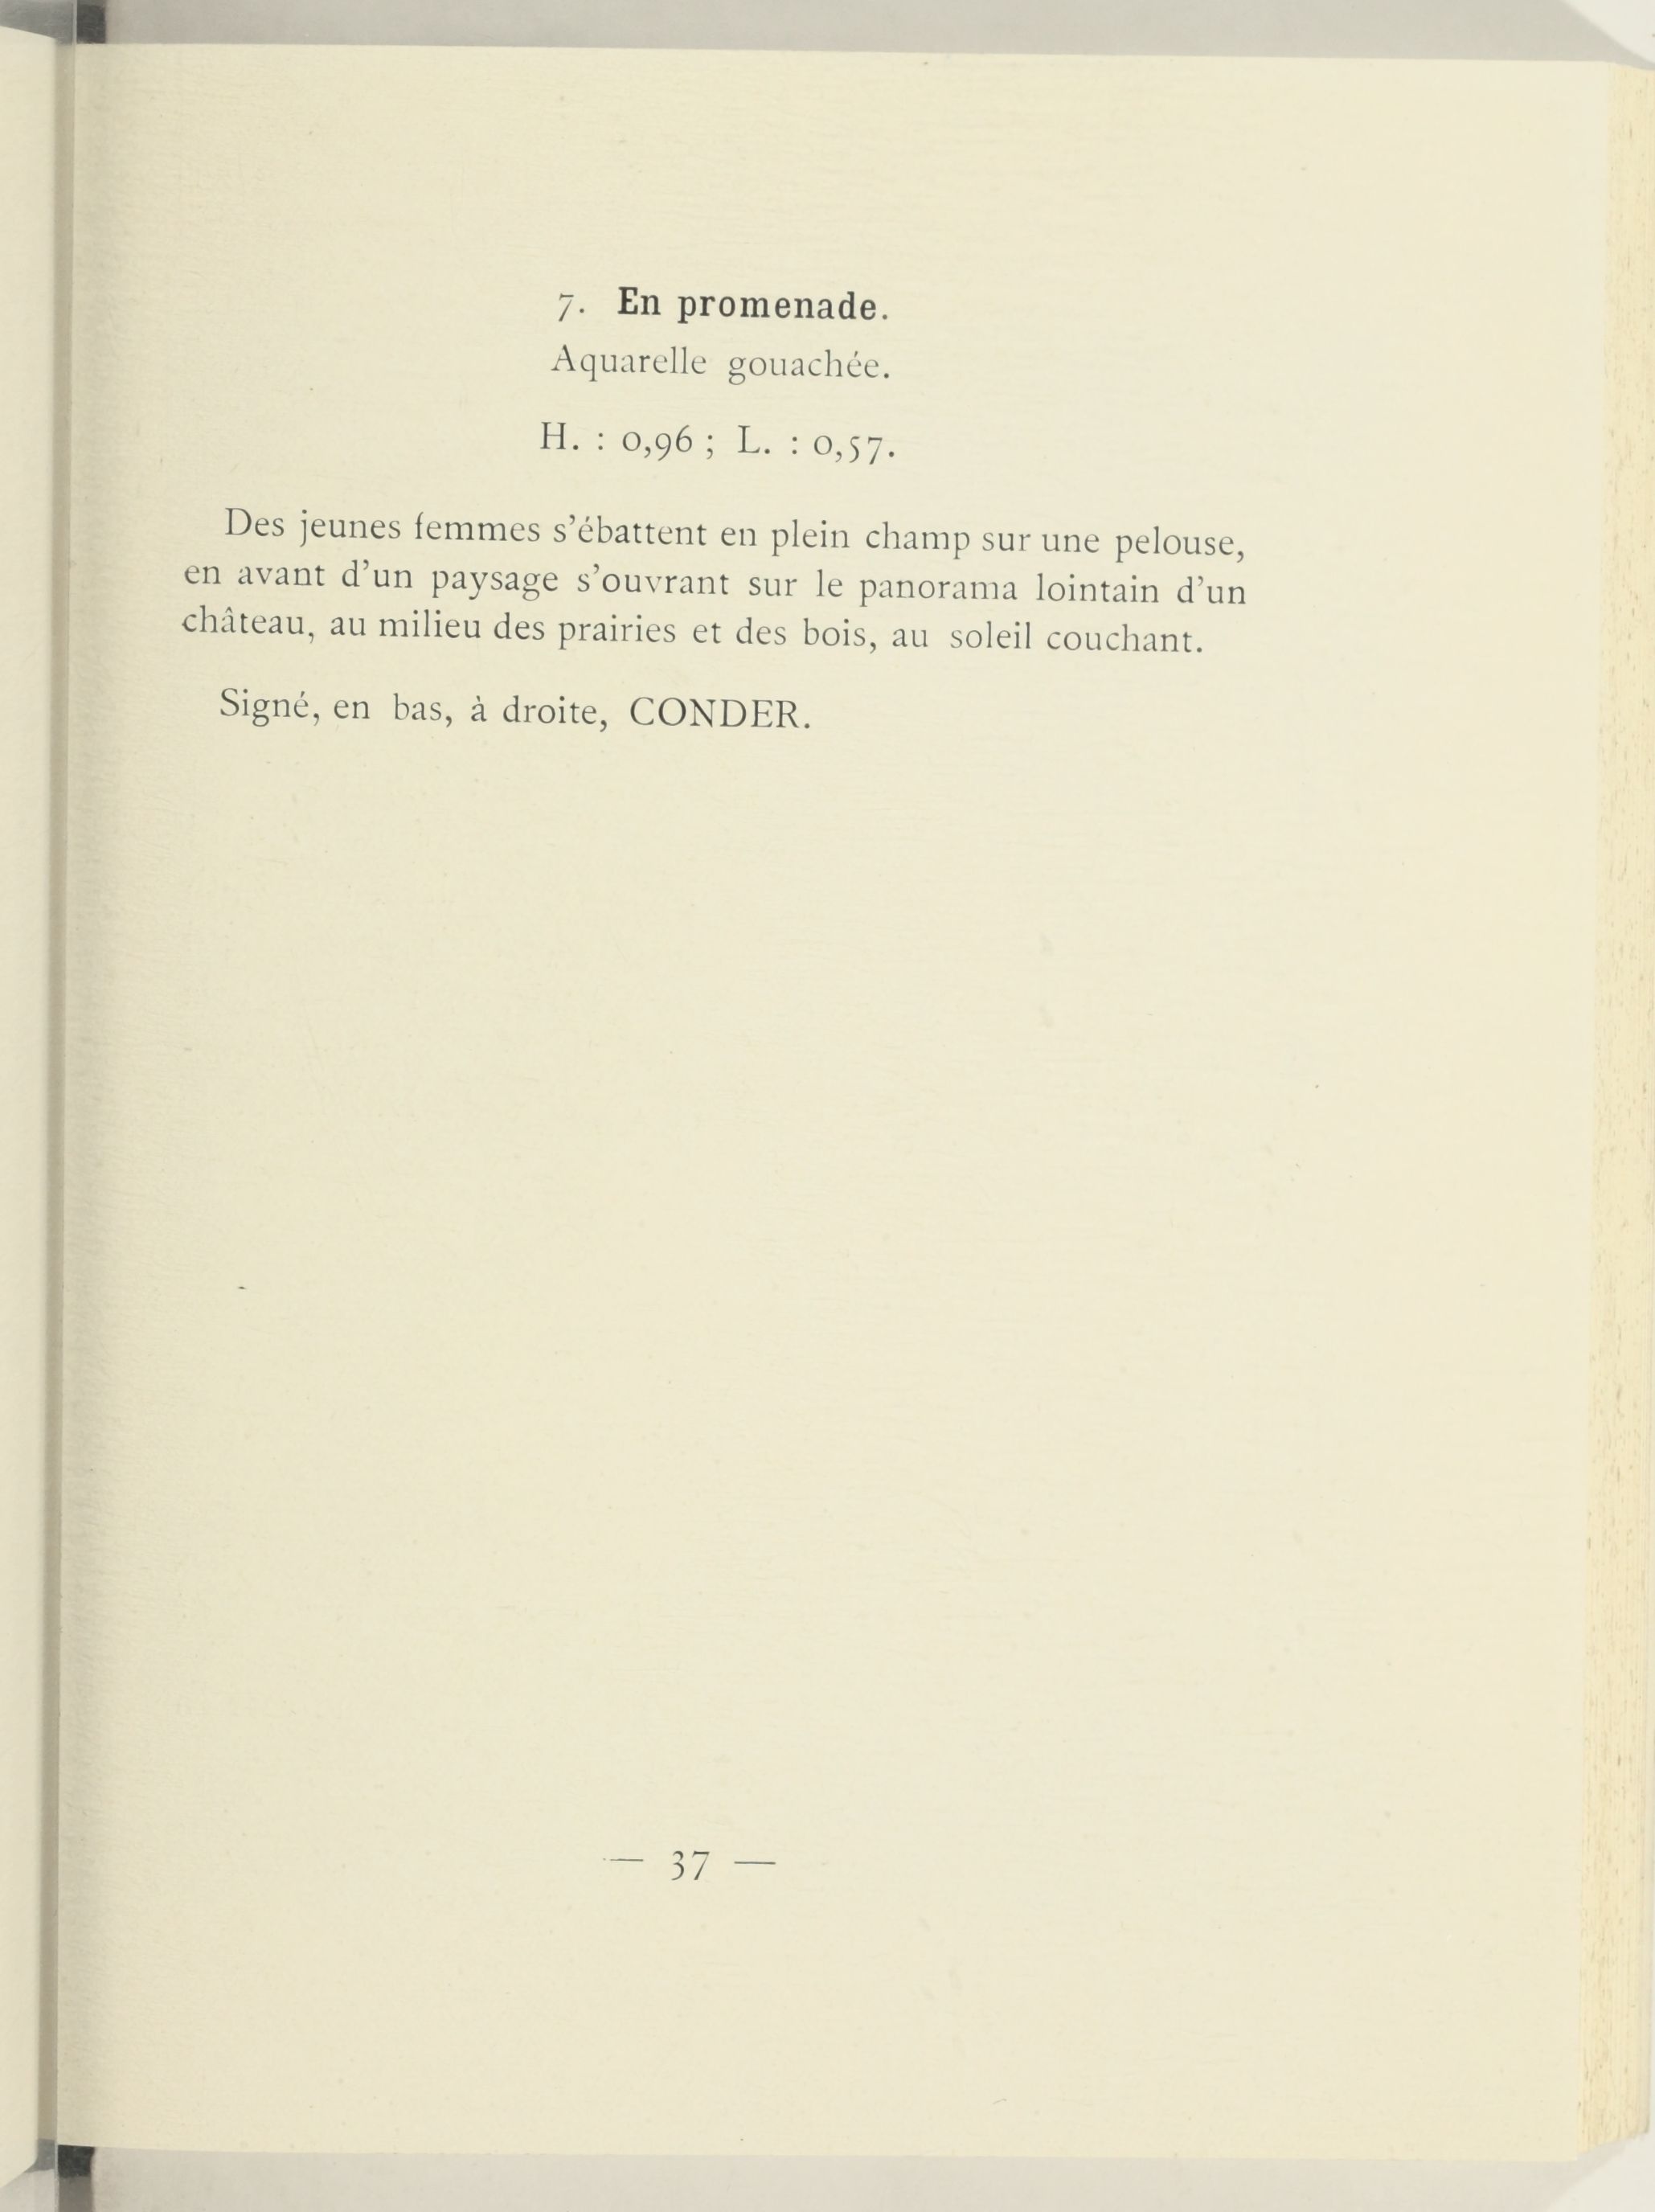 7. En promenade.
Aquarelle gouachée.
H. : 0,96 ; L. : 0,57.
Des jeunes femmes s'ébattent en plein champ sur une pelouse,
en avant d'un paysage s'ouvrant sur le panorama lointain d'un
château, au milieu des prairies et des bois, au soleil couchant.
Signé, en bas, à droite, CONDER.
— 37 —